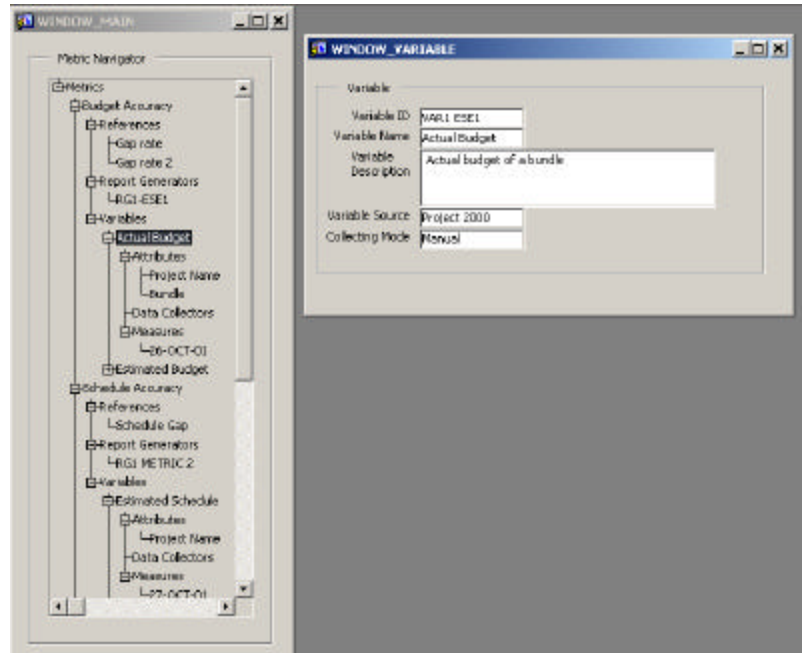 WINDOW_MAIN
Metric Navigator
Metrics
Budget Accuracy
References
Gap rate
Gap rate 2
Report Generators
RG1-ESE1
Variables
Actual Budget
Attributes
Project Name
Bundle
Data Collectors
Measures
26-OCT-01
Estimated Budget
Schedule Accuracy
References
Schedule Gap
Report Generators
RG1 METRIC 2
Variables
Estimated Schedule
Attributes
Project Name
Data Collectors
Measures
27-OCT-01
WINDOW_VARIABLE
Variable
Variable ID VAR1 ESE1
Variable Name Actual Budget
Variable Description Actual budget of a bundle
Variable Source Project 2000
Collecting Mode Manual